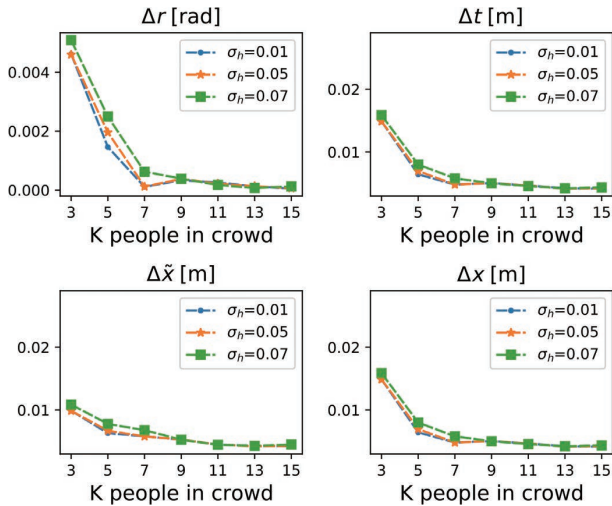 Δr [rad]
σₕ=0.01
σₕ=0.05
σₕ=0.07
0.004
0.002
0.000
3 5 7 9 11 13 15
K people in crowd
Δt [m]
σₕ=0.01
σₕ=0.05
σₕ=0.07
0.02
0.01
3 5 7 9 11 13 15
K people in crowd
Δx̃ [m]
σₕ=0.01
σₕ=0.05
σₕ=0.07
0.02
0.01
3 5 7 9 11 13 15
K people in crowd
Δx [m]
σₕ=0.01
σₕ=0.05
σₕ=0.07
0.02
0.01
3 5 7 9 11 13 15
K people in crowd